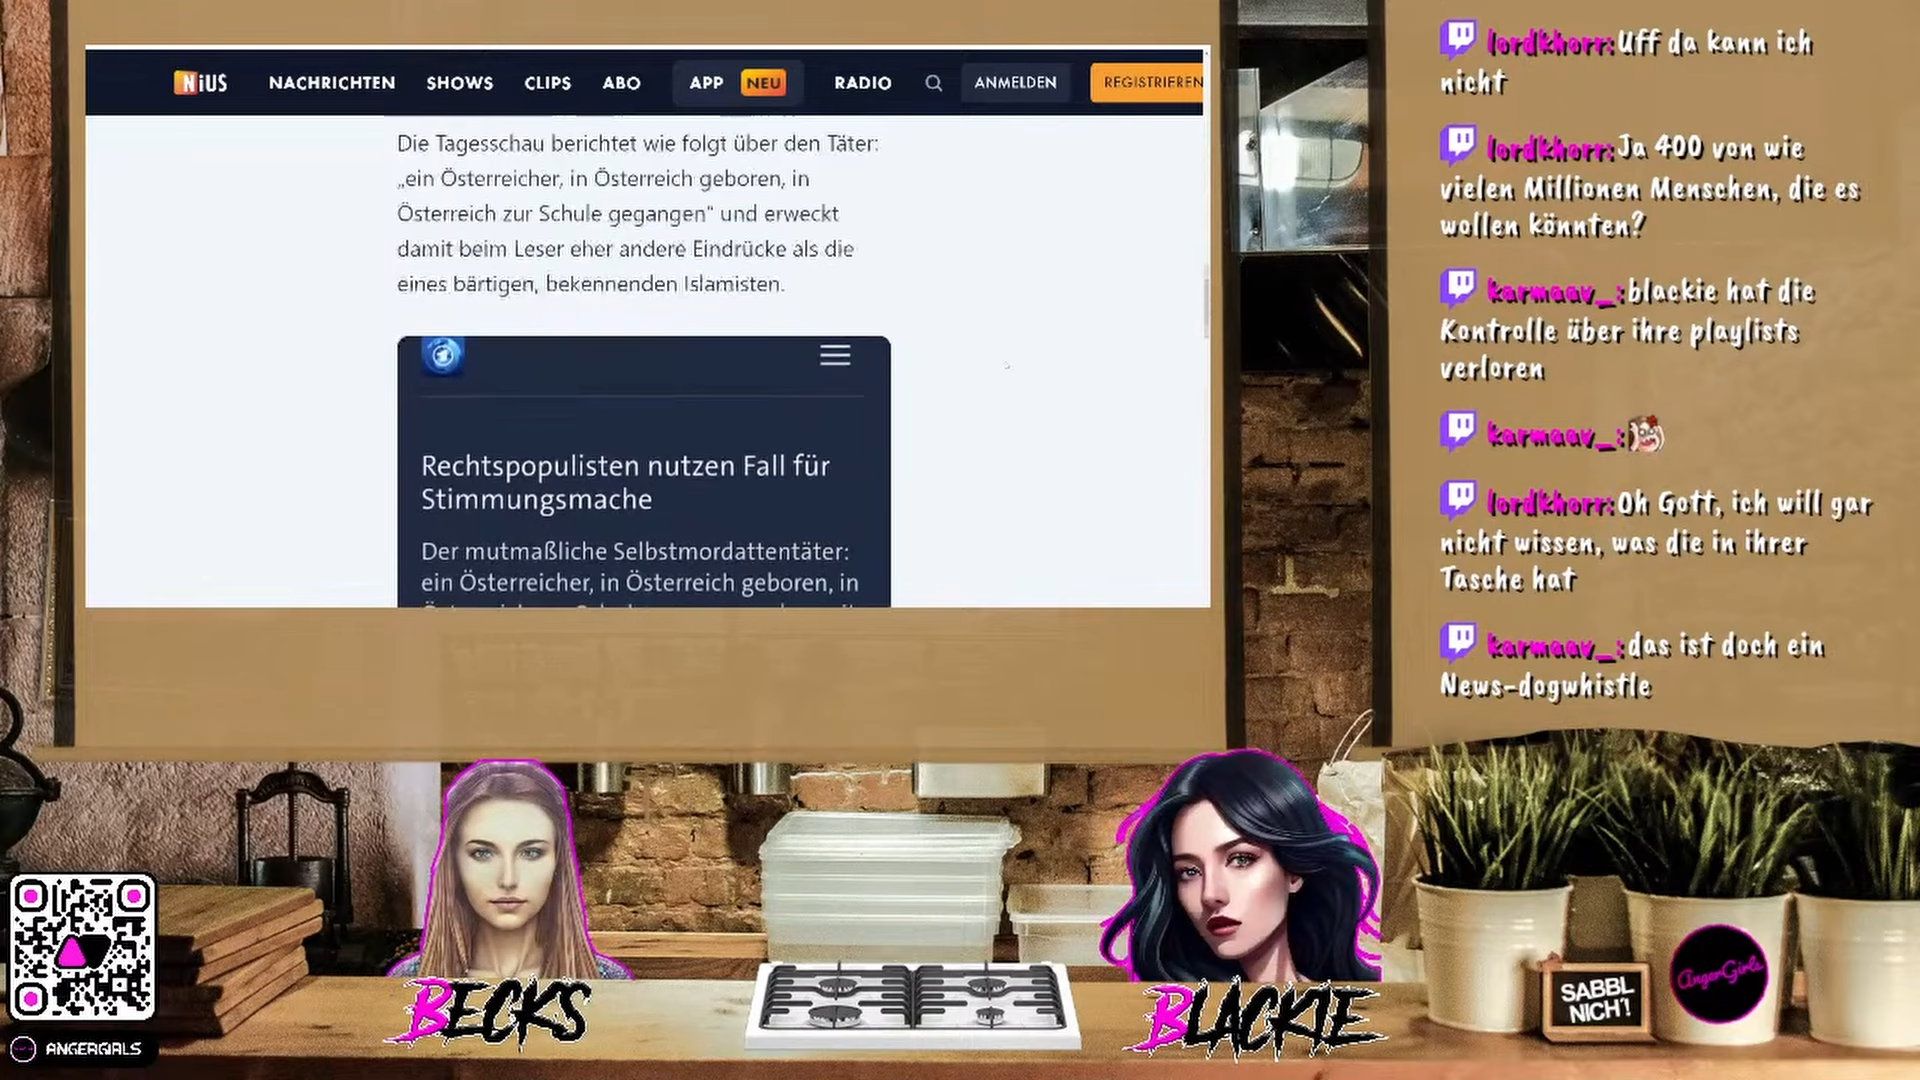 NiUS NACHRICHTEN SHOWS CLIPS ABO APP NEU RADIO ANMELDEN REGISTRIEREN
Die Tagesschau berichtet wie folgt über den Täter:
„ein Österreicher, in Österreich geboren, in
Österreich zur Schule gegangen“ und erweckt
damit beim Leser eher andere Eindrücke als die
eines bärtigen, bekennenden Islamisten.
Rechtspopulisten nutzen Fall für
Stimmungsmache
Der mutmaßliche Selbstmordattentäter:
ein Österreicher, in Österreich geboren, in
lordkhorr: Uff da kann ich
nicht
lordkhorr: Ja 400 von wie
vielen Millionen Menschen, die es
wollen könnten?
karmaav_: blackie hat die
Kontrolle über ihre playlists
verloren
karmaav_:
lordkhorr: Oh Gott, ich will gar
nicht wissen, was die in ihrer
Tasche hat
karmaav_: das ist doch ein
News-dogwhistle
BECKS
BLACKIE
SABBL
NICH'!
AngerGirls
ANGERGIRLS